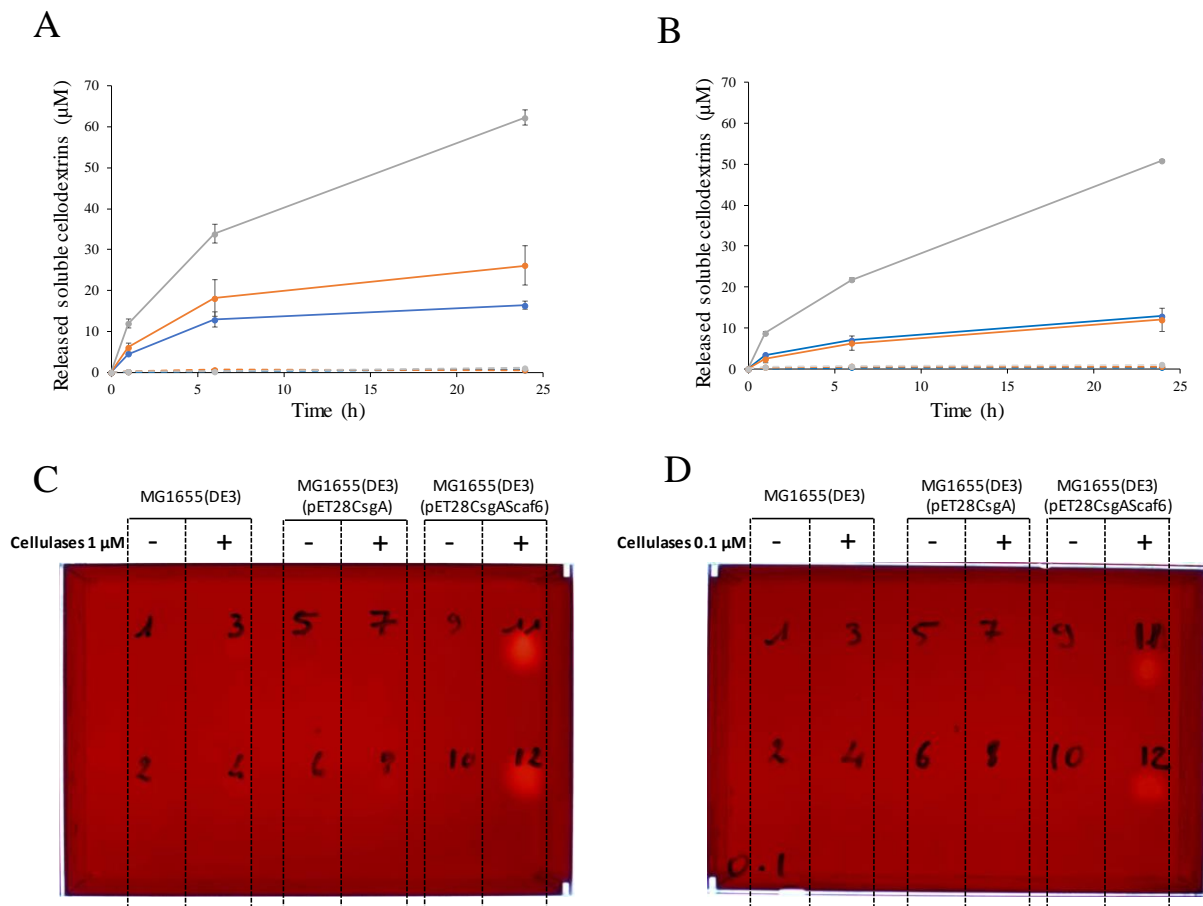 A
B
Released soluble cellodextrins (µM)
70
60
50
40
30
20
10
0
0 5 10 15 20 25
Time (h)
Released soluble cellodextrins (µM)
70
60
50
40
30
20
10
0
0 5 10 15 20 25
Time (h)
C
MG1655(DE3)
MG1655(DE3)
(pET28CsgA)
MG1655(DE3)
(pET28CsgAScaf6)
Cellulases 1 µM - + - + - +
1 3 5 7 9 11
2 4 6 8 10 12
D
MG1655(DE3)
MG1655(DE3)
(pET28CsgA)
MG1655(DE3)
(pET28CsgAScaf6)
Cellulases 0.1 µM - + - + - +
1 3 5 7 9 11
2 4 6 8 10 12
0.1